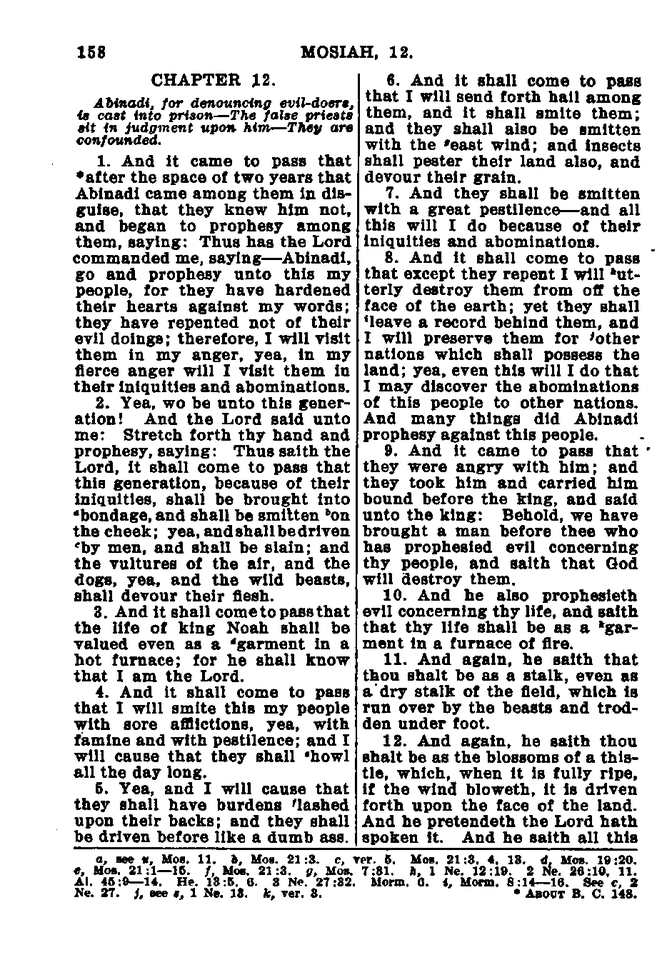 158
MOSIAH, 12.
CHAPTER 12.
Abinadi, for denouncing evil-doers,
is cast into prison—The false priests
sit in judgment upon him—They are
confounded.
1. And it came to pass that
*after the space of two years that
Abinadi came among them in dis-
guise, that they knew him not,
and began to prophesy among
them, saying: Thus has the Lord
commanded me, saying—Abinadi,
go and prophesy unto this my
people, for they have hardened
their hearts against my words;
they have repented not of their
evil doings; therefore, I will visit
them in my anger, yea, in my
fierce anger will I visit them in
their iniquities and abominations.
2. Yea, wo be unto this gener-
ation! And the Lord said unto
me: Stretch forth thy hand and
prophesy, saying: Thus saith the
Lord, it shall come to pass that
this generation, because of their
iniquities, shall be brought into
ᵃbondage, and shall be smitten ᵇon
the cheek; yea, and shall be driven
ᶜby men, and shall be slain; and
the vultures of the air, and the
dogs, yea, and the wild beasts,
shall devour their flesh.
3. And it shall come to pass that
the life of king Noah shall be
valued even as a ᵈgarment in a
hot furnace; for he shall know
that I am the Lord.
4. And it shall come to pass
that I will smite this my people
with sore afflictions, yea, with
famine and with pestilence; and I
will cause that they shall ᵉhowl
all the day long.
5. Yea, and I will cause that
they shall have burdens ᶠlashed
upon their backs; and they shall
be driven before like a dumb ass.
6. And it shall come to pass
that I will send forth hail among
them, and it shall smite them;
and they shall also be smitten
with the ᵍeast wind; and insects
shall pester their land also, and
devour their grain.
7. And they shall be smitten
with a great pestilence—and all
this will I do because of their
iniquities and abominations.
8. And it shall come to pass
that except they repent I will ʰut-
terly destroy them from off the
face of the earth; yet they shall
ⁱleave a record behind them, and
I will preserve them for ʲother
nations which shall possess the
land; yea, even this will I do that
I may discover the abominations
of this people to other nations.
And many things did Abinadi
prophesy against this people.
9. And it came to pass that
they were angry with him; and
they took him and carried him
bound before the king, and said
unto the king: Behold, we have
brought a man before thee who
has prophesied evil concerning
thy people, and saith that God
will destroy them.
10. And he also prophesieth
evil concerning thy life, and saith
that thy life shall be as a ᵏgar-
ment in a furnace of fire.
11. And again, he saith that
thou shalt be as a stalk, even as
a dry stalk of the field, which is
run over by the beasts and trod-
den under foot.
12. And again, he saith thou
shalt be as the blossoms of a this-
tle, which, when it is fully ripe,
if the wind bloweth, it is driven
forth upon the face of the land.
And he pretendeth the Lord hath
spoken it. And he saith all this
a, see u, Mos. 11. b, Mos. 21:3. c, ver. 5. Mos. 21:3, 4, 13. d, Mos. 19:20.
e, Mos. 21:1—15. f, Mos. 21:3. g, Mos. 7:31. h, 1 Ne. 12:19. 2 Ne. 26:10, 11.
Al. 45:9—14. He. 13:5, 6. 3 Ne. 27:32. Morm. 6. i, Morm. 8:14—16. See c, 2
Ne. 27. j, see s, 1 Ne. 13. k, ver. 3. * ABOUT B. C. 148.